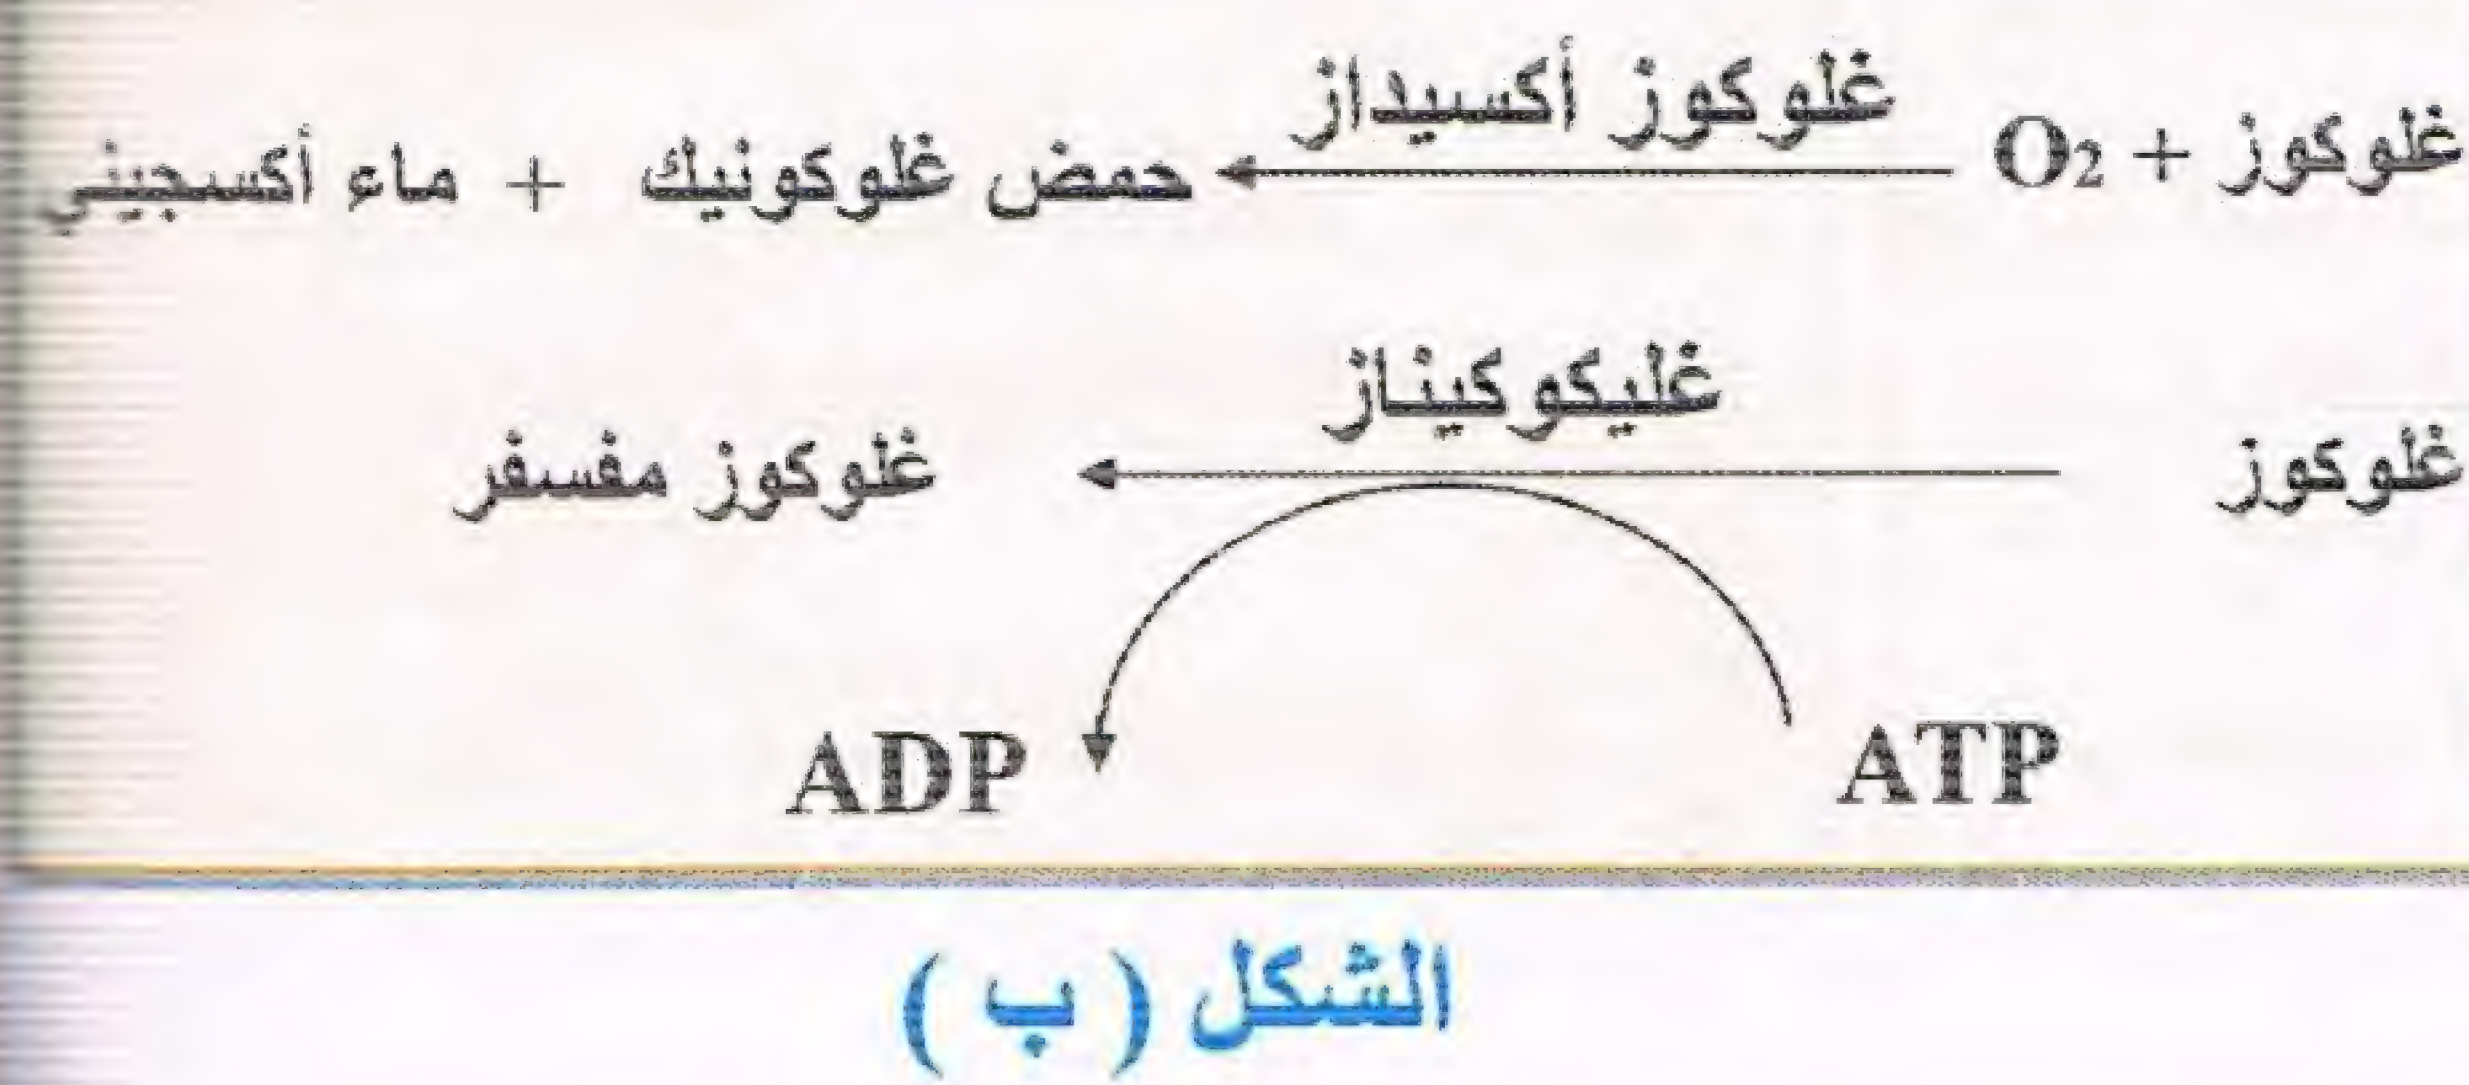 غلوكوز + O2 غلوكوز أكسيداز حمض غلوكونيك + ماء أكسجيني
غلوكوز غليكوكيناز غلوكوز مفسفر
ATP ADP
الشكل ( ب )